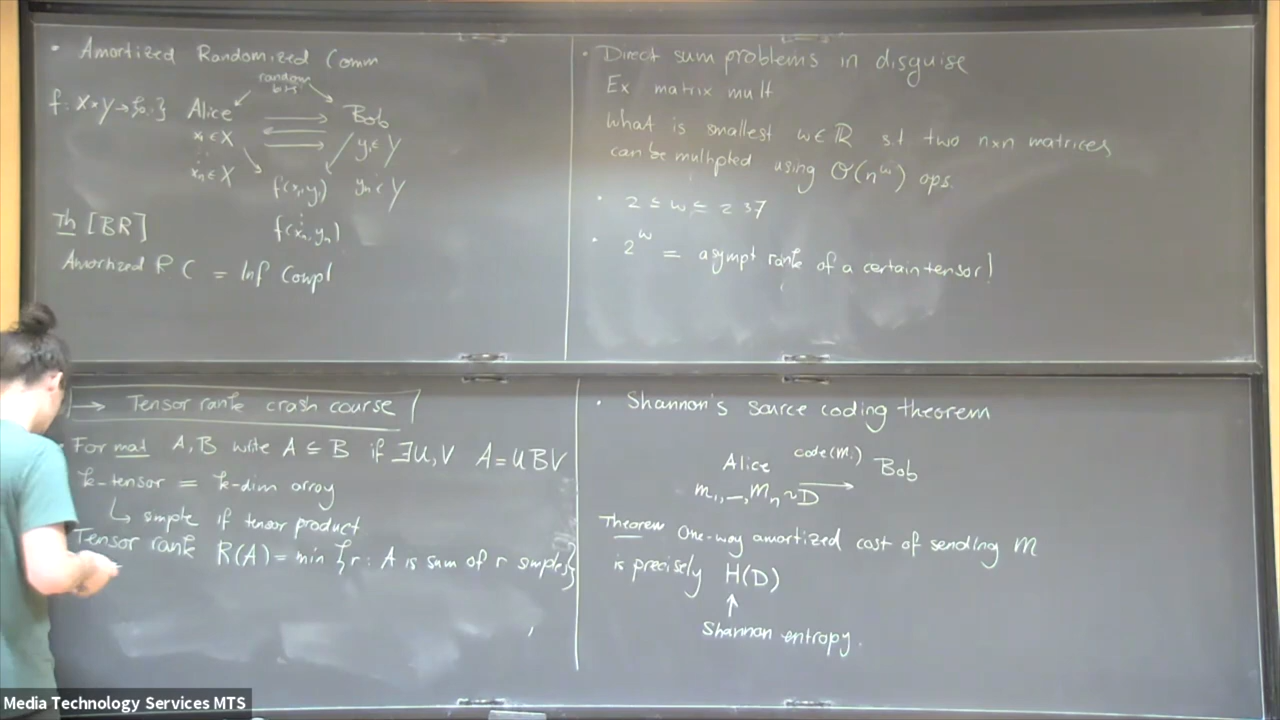 • Amortized Randomized Comm
random
bits
f: X×Y→{0,1} Alice Bob
x₁∈X y₁∈Y
⋮
xₙ∈X f(x₁,y₁) yₙ∈Y
⋮
f(xₙ,yₙ)
Th [BR]
Amortized RC = Inf Compl
• Direct sum problems in disguise
Ex matrix mult
What is smallest ω∈ℝ s.t two n×n matrices
can be multiplied using O(n^ω) ops.
• 2 ≤ ω ≤ 2 37
• 2^ω = asympt rank of a certain tensor!
→ Tensor rank crash course
For mat A, B write A ≤ B if ∃U, V A = UBV
k-tensor = k-dim array
↳ simple if tensor product
Tensor rank R(A) = min {r: A is sum of r simples}
• Shannon's source coding theorem
Alice code(m..) Bob
m₁,—,mₙ~D →
Theorem One-way amortized cost of sending M
is precisely H(D)
↑
Shannon entropy.
Media Technology Services MTS